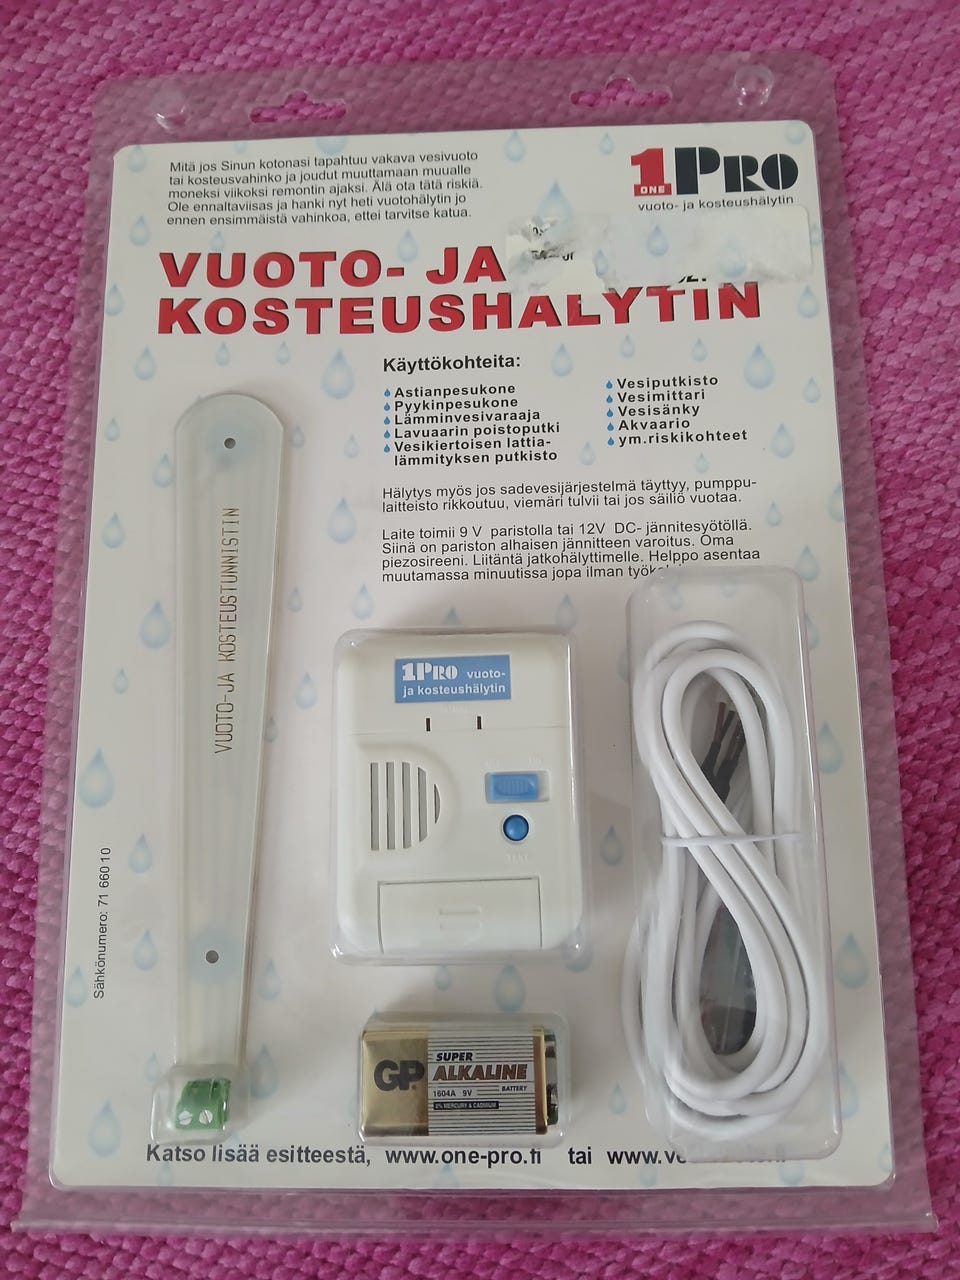 Mitä jos Sinun kotonasi tapahtuu vakava vesivuoto
tai kosteusvahinko ja joudut muuttamaan muualle
moneksi viikoksi remontin ajaksi. Älä ota tätä riskiä.
Ole ennaltaviisas ja hanki nyt heti vuotohälytin jo
ennen ensimmäistä vahinkoa, ettei tarvitse katua.
1PRO
ONE
vuoto- ja kosteushälytin
VUOTO- JA
KOSTEUSHÄLYTIN
Käyttökohteita:
Astianpesukone
Pyykinpesukone
Lämminvesivaraaja
Lavuaarin poistoputki
Vesikiertoisen lattia-
lämmityksen putkisto
Vesiputkisto
Vesimittari
Vesisänky
Akvaario
ym.riskikohteet
Hälytys myös jos sadevesijärjestelmä täyttyy, pumppu-
laitteisto rikkoutuu, viemäri tulvii tai jos säiliö vuotaa.
Laite toimii 9 V paristolla tai 12V DC- jännitesyötöllä.
Siinä on pariston alhaisen jännitteen varoitus. Oma
piezosireeni. Liitäntä jatkohälyttimelle. Helppo asentaa
muutamassa minuutissa jopa ilman
VUOTO-JA KOSTEUSTUNNISTIN
1PRO vuoto-
ja kosteushälytin
TEST
Sähkönumero: 71 660 10
GP
SUPER
ALKALINE
BATTERY
1604A 9V
0% MERCURY & CADMIUM
Katso lisää esitteestä, www.one-pro.fi tai